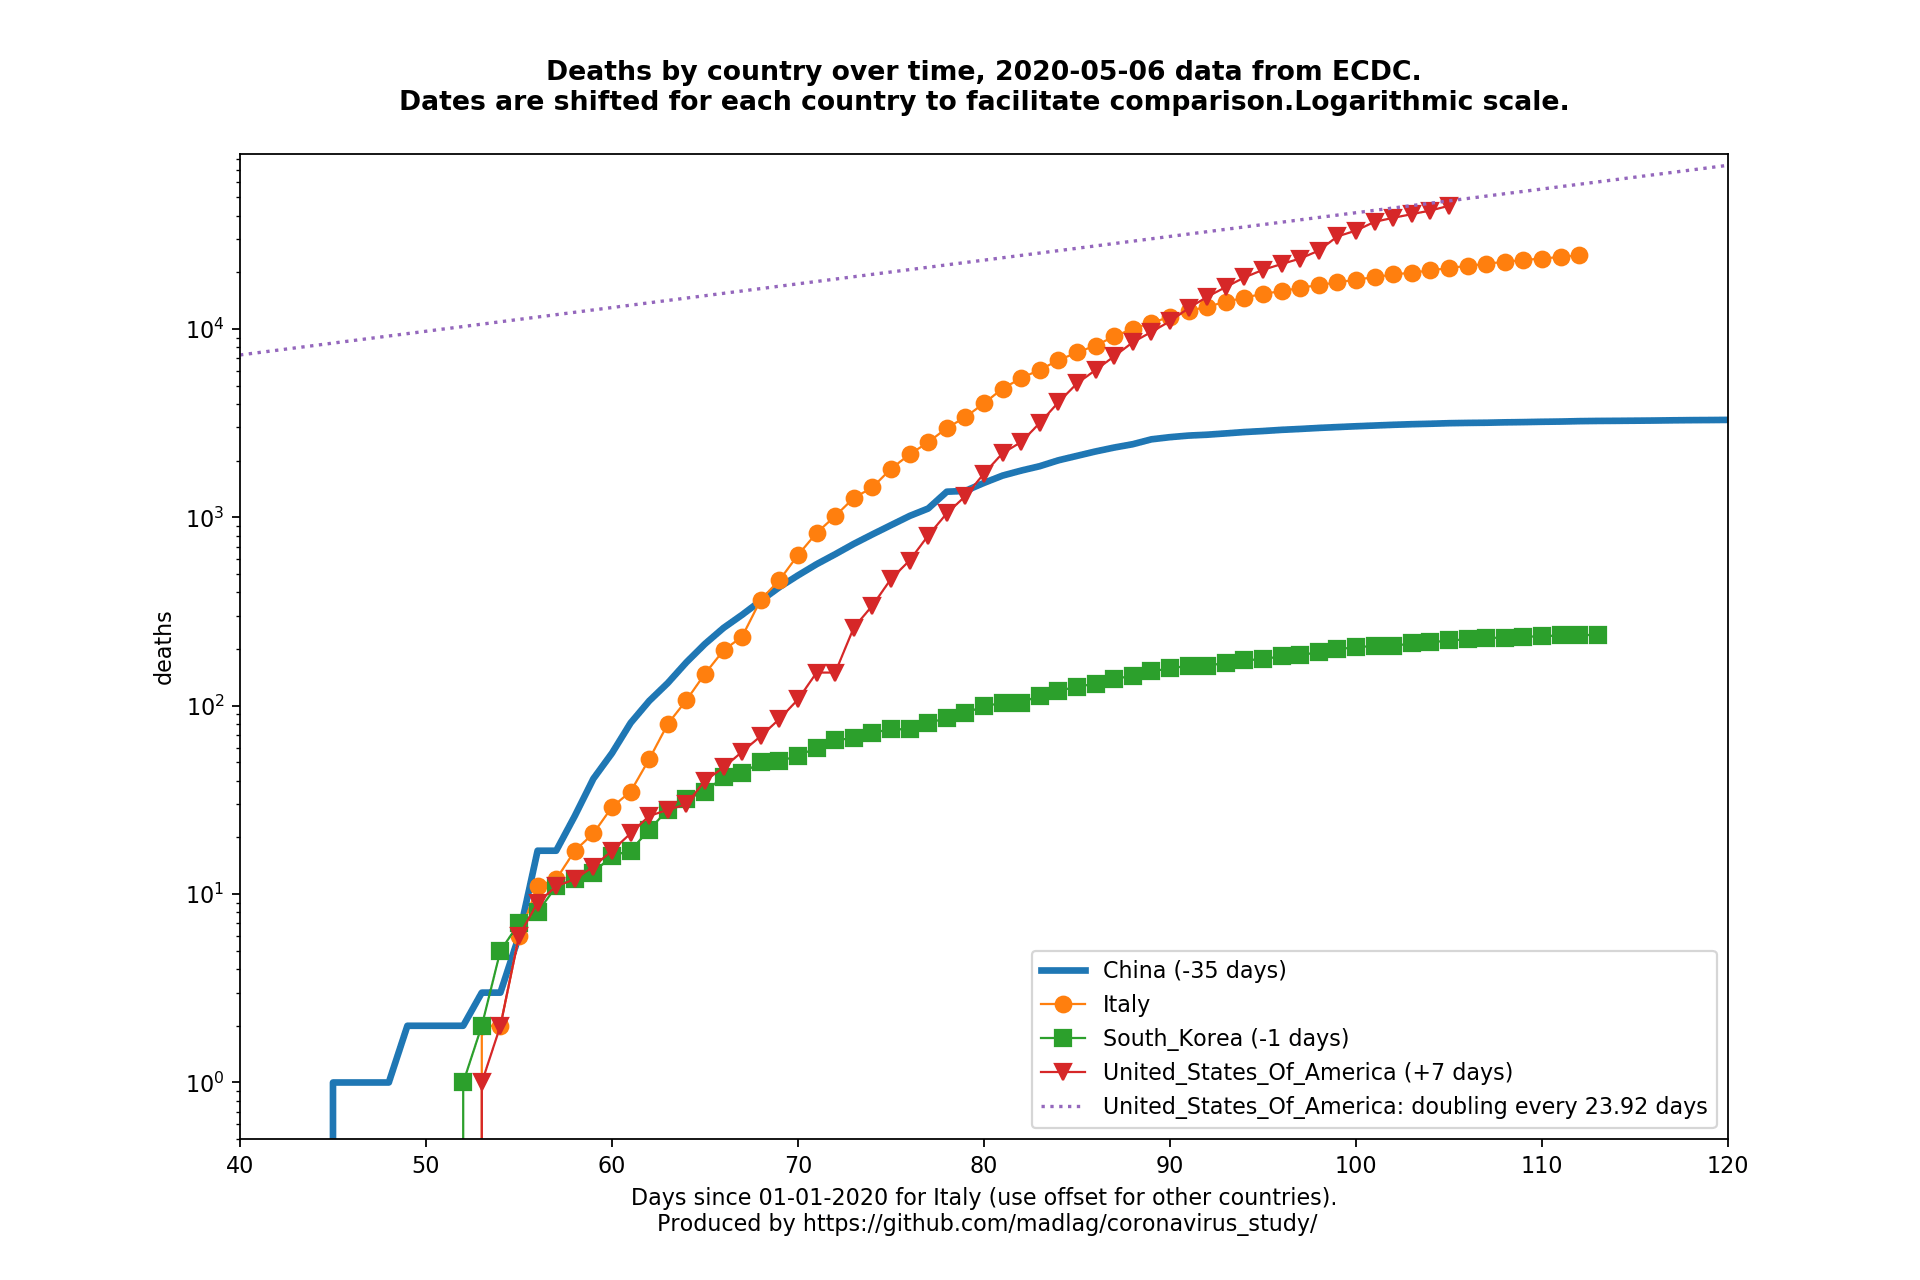 Deaths by country over time, 2020-05-06 data from ECDC.
Dates are shifted for each country to facilitate comparison.Logarithmic scale.
10⁴
10³
10²
10¹
10⁰
deaths
China (-35 days)
Italy
South_Korea (-1 days)
United_States_Of_America (+7 days)
United_States_Of_America: doubling every 23.92 days
40 50 60 70 80 90 100 110 120
Days since 01-01-2020 for Italy (use offset for other countries).
Produced by https://github.com/madlag/coronavirus_study/